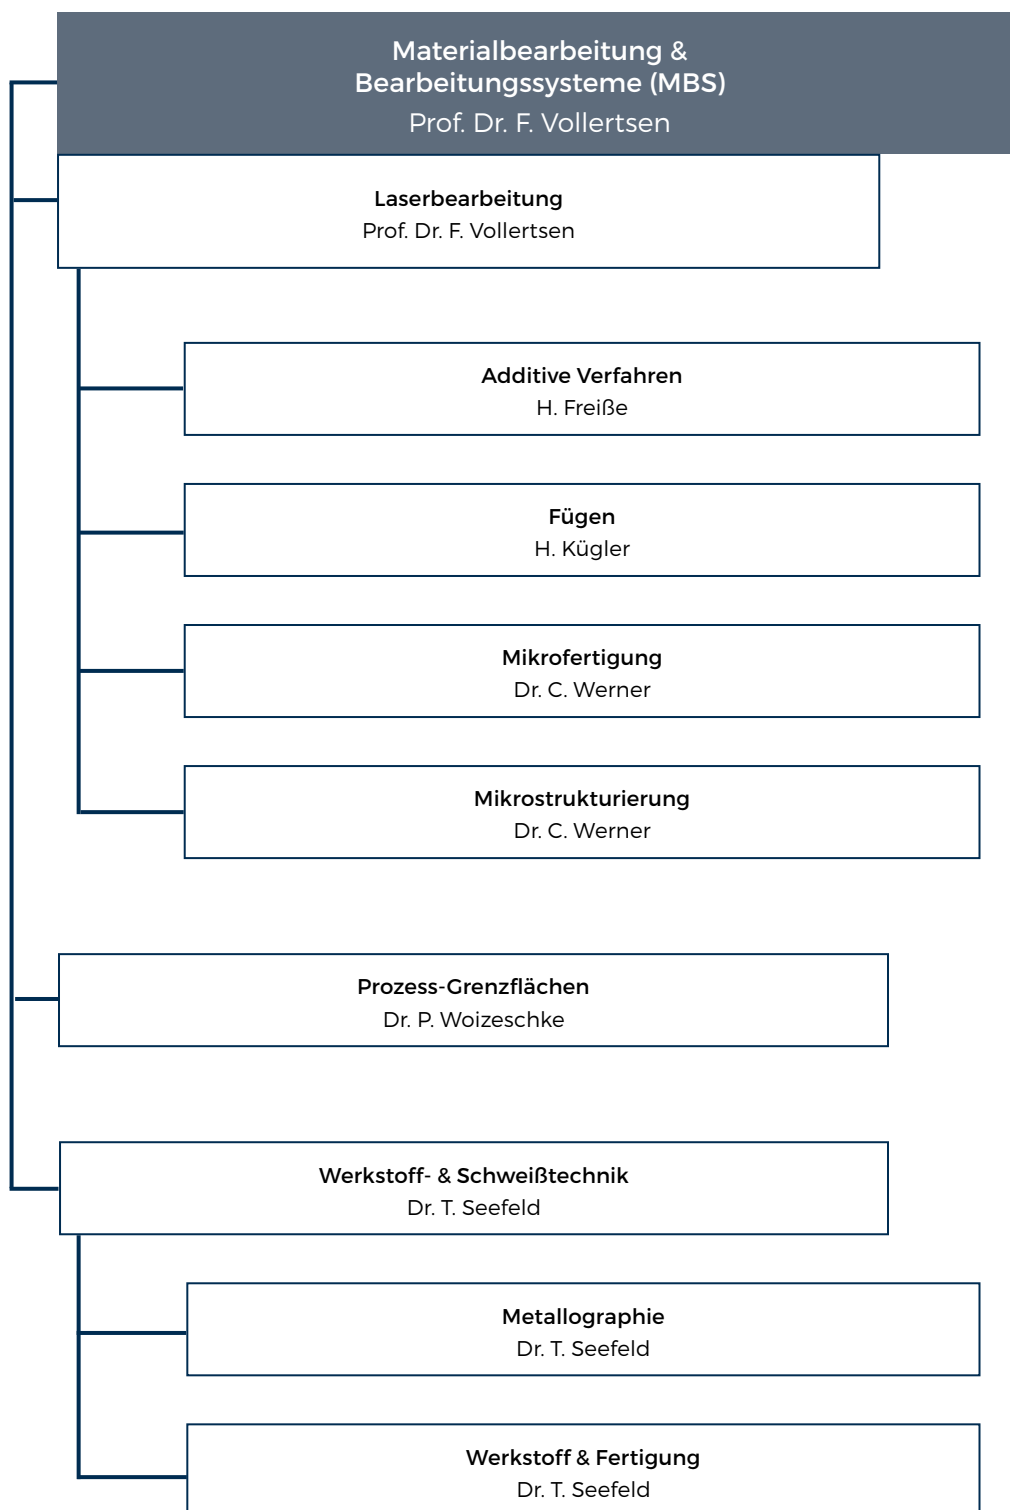 Materialbearbeitung &
Bearbeitungssysteme (MBS)
Prof. Dr. F. Vollertsen
Laserbearbeitung
Prof. Dr. F. Vollertsen
Additive Verfahren
H. Freiße
Fügen
H. Kügler
Mikrofertigung
Dr. C. Werner
Mikrostrukturierung
Dr. C. Werner
Prozess-Grenzflächen
Dr. P. Woizeschke
Werkstoff- & Schweißtechnik
Dr. T. Seefeld
Metallographie
Dr. T. Seefeld
Werkstoff & Fertigung
Dr. T. Seefeld